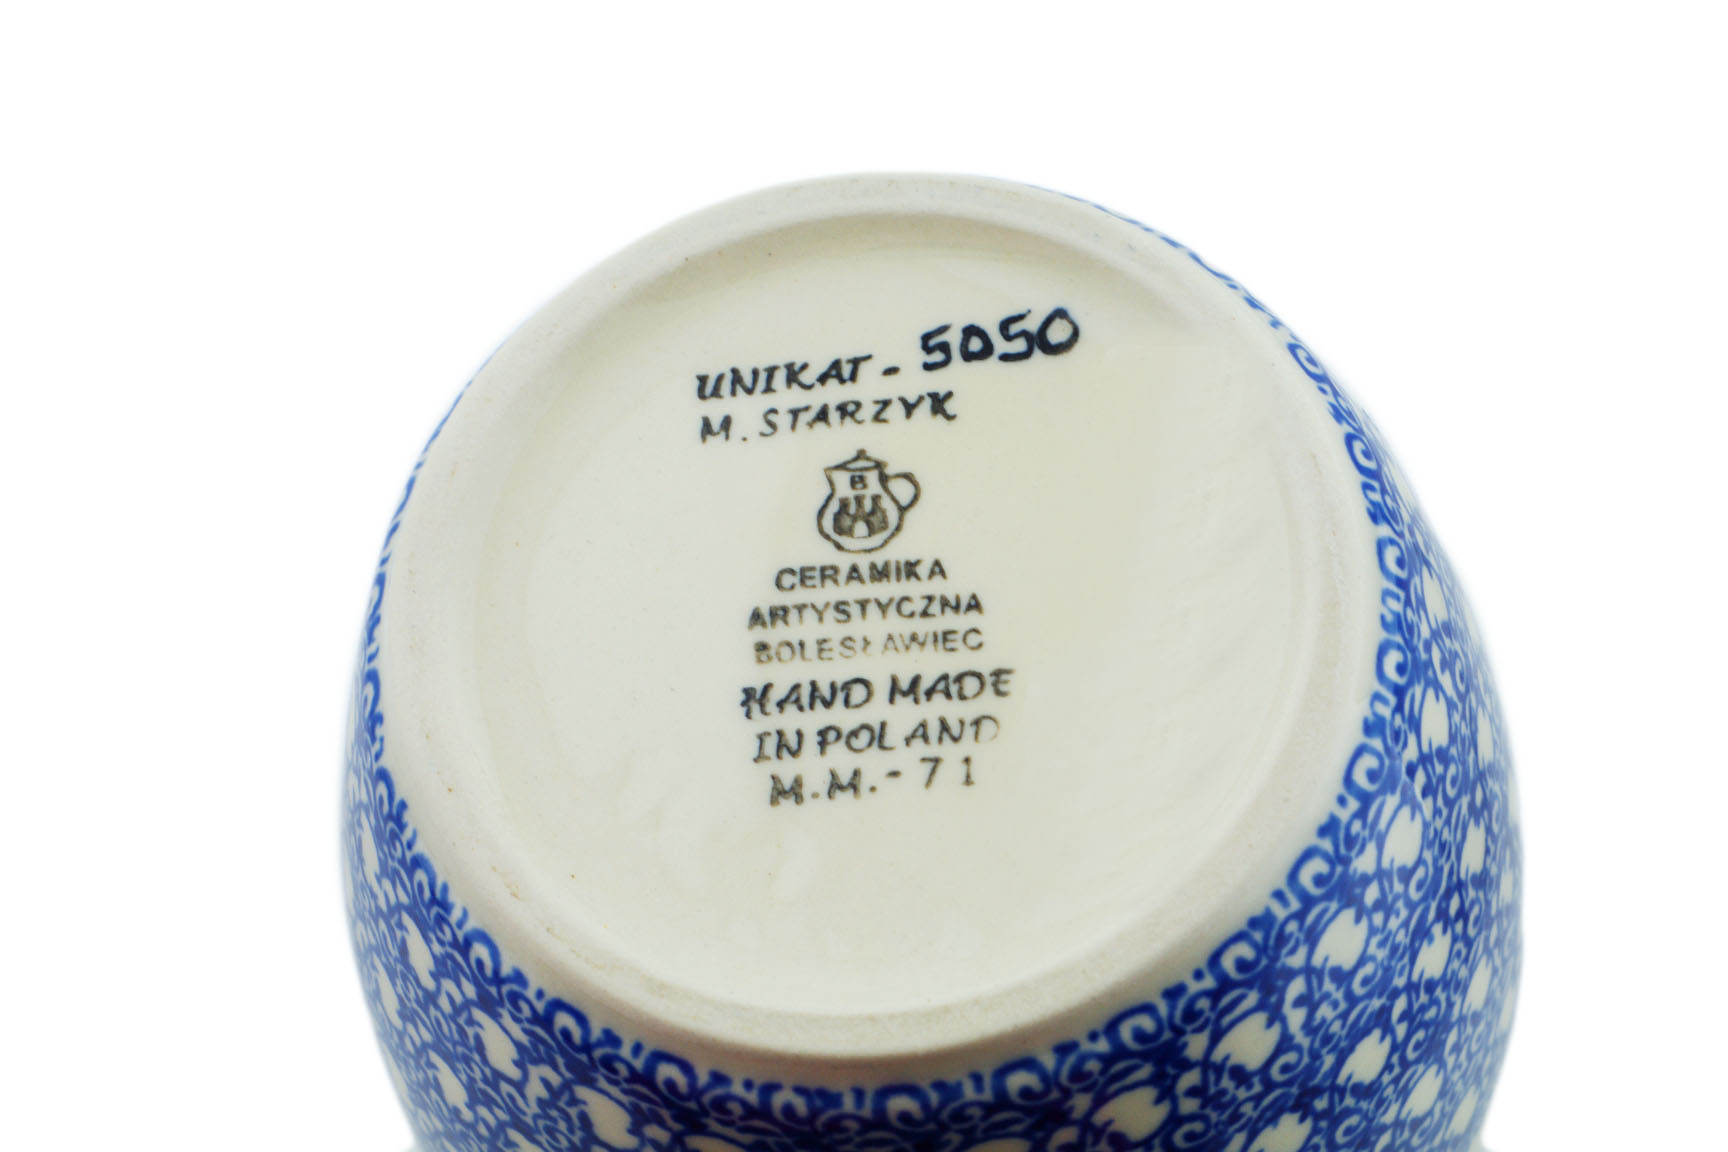 UNIKAT - 5050
M. STARZYK
B
CERAMIKA
ARTYSTYCZNA
BOLESŁAWIEC
HAND MADE
IN POLAND
M.M.-71